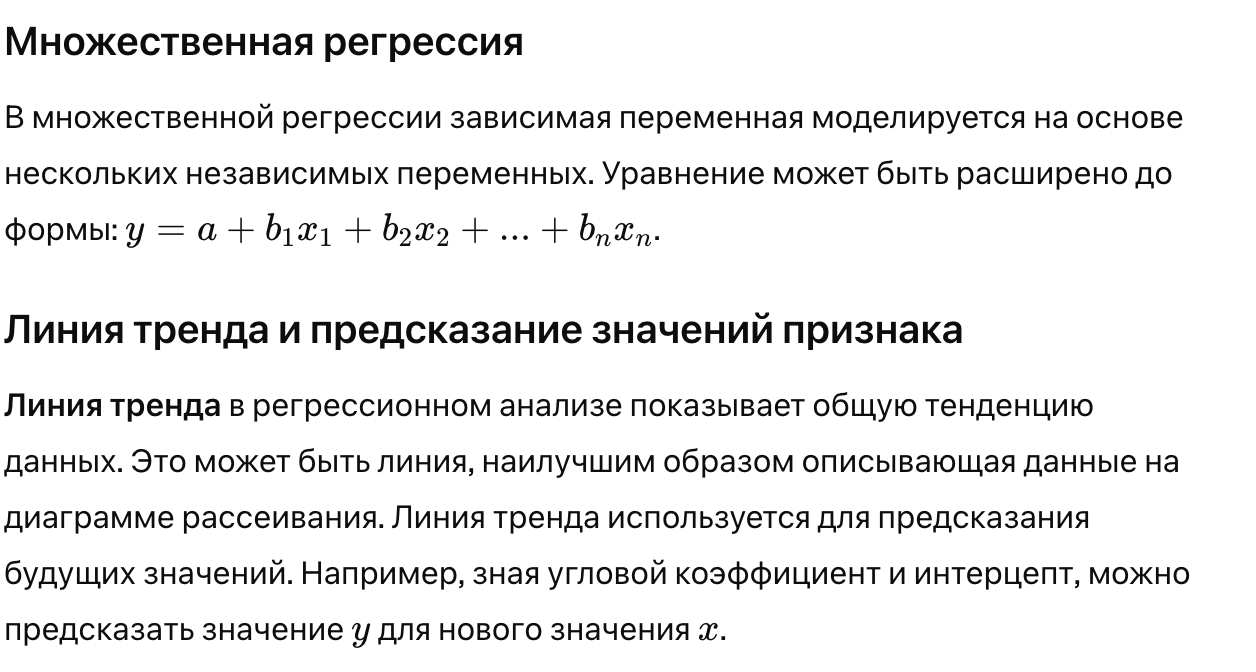 Множественная регрессия
В множественной регрессии зависимая переменная моделируется на основе
нескольких независимых переменных. Уравнение может быть расширено до
формы: y = a + b₁x₁ + b₂x₂ + ... + bₙxₙ.
Линия тренда и предсказание значений признака
Линия тренда в регрессионном анализе показывает общую тенденцию
данных. Это может быть линия, наилучшим образом описывающая данные на
диаграмме рассеивания. Линия тренда используется для предсказания
будущих значений. Например, зная угловой коэффициент и интерцепт, можно
предсказать значение y для нового значения x.